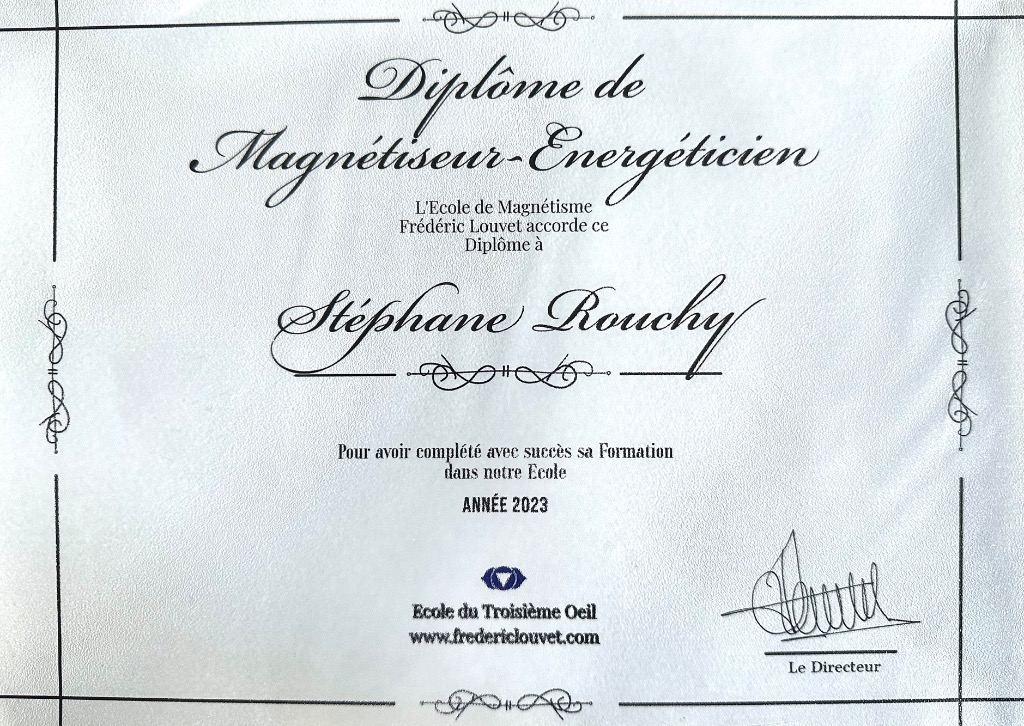 Diplôme de
Magnétiseur-Energéticien
L'Ecole de Magnétisme
Frédéric Louvet accorde ce
Diplôme à
Stéphane Rouchy
Pour avoir complété avec succès sa Formation
dans notre Ecole
ANNÉE 2023
Ecole du Troisième Oeil
www.fredericlouvet.com
Le Directeur